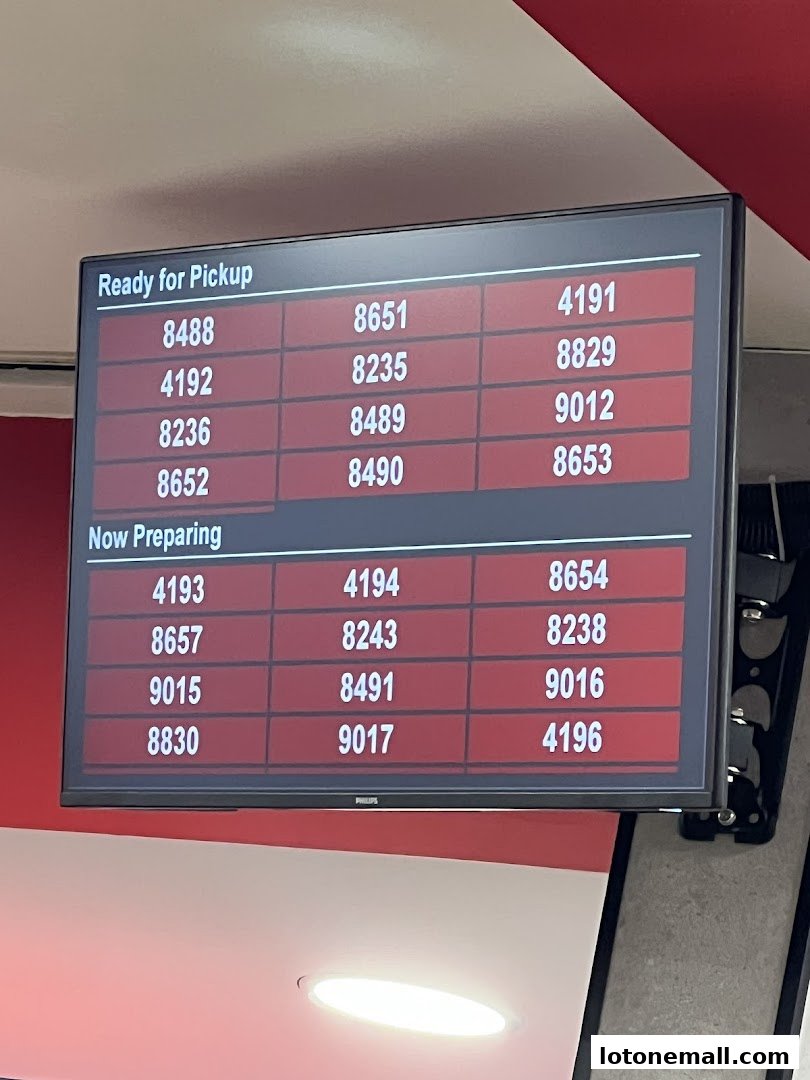 Ready for Pickup
8488 8651 4191
4192 8235 8829
8236 8489 9012
8652 8490 8653
Now Preparing
4193 4194 8654
8657 8243 8238
9015 8491 9016
8830 9017 4196
PHILIPS
lotonemall.com